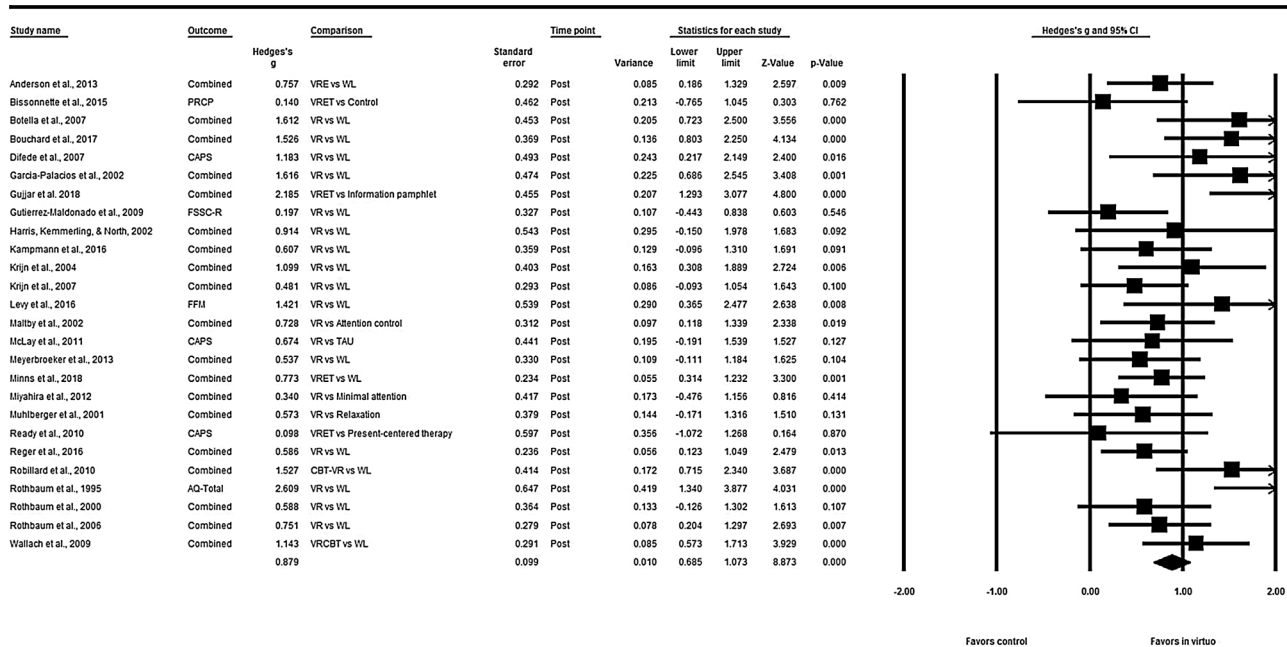 Study name Outcome Comparison Time point Statistics for each study Hedges's g and 95% CI
Hedges's g Standard error Variance Lower limit Upper limit Z-Value p-Value
Anderson et al., 2013 Combined 0.757 VRE vs WL 0.292 Post 0.085 0.186 1.329 2.597 0.009
Bissonnette et al., 2015 PRCP 0.140 VRET vs Control 0.462 Post 0.213 -0.765 1.045 0.303 0.762
Botella et al., 2007 Combined 1.612 VR vs WL 0.453 Post 0.205 0.723 2.500 3.556 0.000
Bouchard et al., 2017 Combined 1.526 VR vs WL 0.369 Post 0.136 0.803 2.250 4.134 0.000
Difede et al., 2007 CAPS 1.183 VR vs WL 0.493 Post 0.243 0.217 2.149 2.400 0.016
Garcia-Palacios et al., 2002 Combined 1.616 VR vs WL 0.474 Post 0.225 0.686 2.545 3.408 0.001
Gujjar et al. 2018 Combined 2.185 VRET vs Information pamphlet 0.455 Post 0.207 1.293 3.077 4.800 0.000
Gutierrez-Maldonado et al., 2009 FSSC-R 0.197 VR vs WL 0.327 Post 0.107 -0.443 0.838 0.603 0.546
Harris, Kemmerling, & North, 2002 Combined 0.914 VR vs WL 0.543 Post 0.295 -0.150 1.978 1.683 0.092
Kampmann et al., 2016 Combined 0.607 VR vs WL 0.359 Post 0.129 -0.096 1.310 1.691 0.091
Krijn et al., 2004 Combined 1.099 VR vs WL 0.403 Post 0.163 0.308 1.889 2.724 0.006
Krijn et al., 2007 Combined 0.481 VR vs WL 0.293 Post 0.086 -0.093 1.054 1.643 0.100
Levy et al., 2016 FFM 1.421 VR vs WL 0.539 Post 0.290 0.365 2.477 2.638 0.008
Maltby et al., 2002 Combined 0.728 VR vs Attention control 0.312 Post 0.097 0.118 1.339 2.338 0.019
McLay et al., 2011 CAPS 0.674 VR vs TAU 0.441 Post 0.195 -0.191 1.539 1.527 0.127
Meyerbroeker et al., 2013 Combined 0.537 VR vs WL 0.330 Post 0.109 -0.111 1.184 1.625 0.104
Minns et al., 2018 Combined 0.773 VRET vs WL 0.234 Post 0.055 0.314 1.232 3.300 0.001
Miyahira et al., 2012 Combined 0.340 VR vs Minimal attention 0.417 Post 0.173 -0.476 1.156 0.816 0.414
Muhlberger et al., 2001 Combined 0.573 VR vs Relaxation 0.379 Post 0.144 -0.171 1.316 1.510 0.131
Ready et al., 2010 CAPS 0.098 VRET vs Present-centered therapy 0.597 Post 0.356 -1.072 1.268 0.164 0.870
Reger et al., 2016 Combined 0.586 VR vs WL 0.236 Post 0.056 0.123 1.049 2.479 0.013
Robillard et al., 2010 Combined 1.527 CBT-VR vs WL 0.414 Post 0.172 0.715 2.340 3.687 0.000
Rothbaum et al., 1995 AQ-Total 2.609 VR vs WL 0.647 Post 0.419 1.340 3.877 4.031 0.000
Rothbaum et al., 2000 Combined 0.588 VR vs WL 0.364 Post 0.133 -0.126 1.302 1.613 0.107
Rothbaum et al., 2006 Combined 0.751 VR vs WL 0.279 Post 0.078 0.204 1.297 2.693 0.007
Wallach et al., 2009 Combined 1.143 VRCBT vs WL 0.291 Post 0.085 0.573 1.713 3.929 0.000
0.879 0.099 0.010 0.685 1.073 8.873 0.000
-2.00 -1.00 0.00 1.00 2.00
Favors control Favors in virtuo